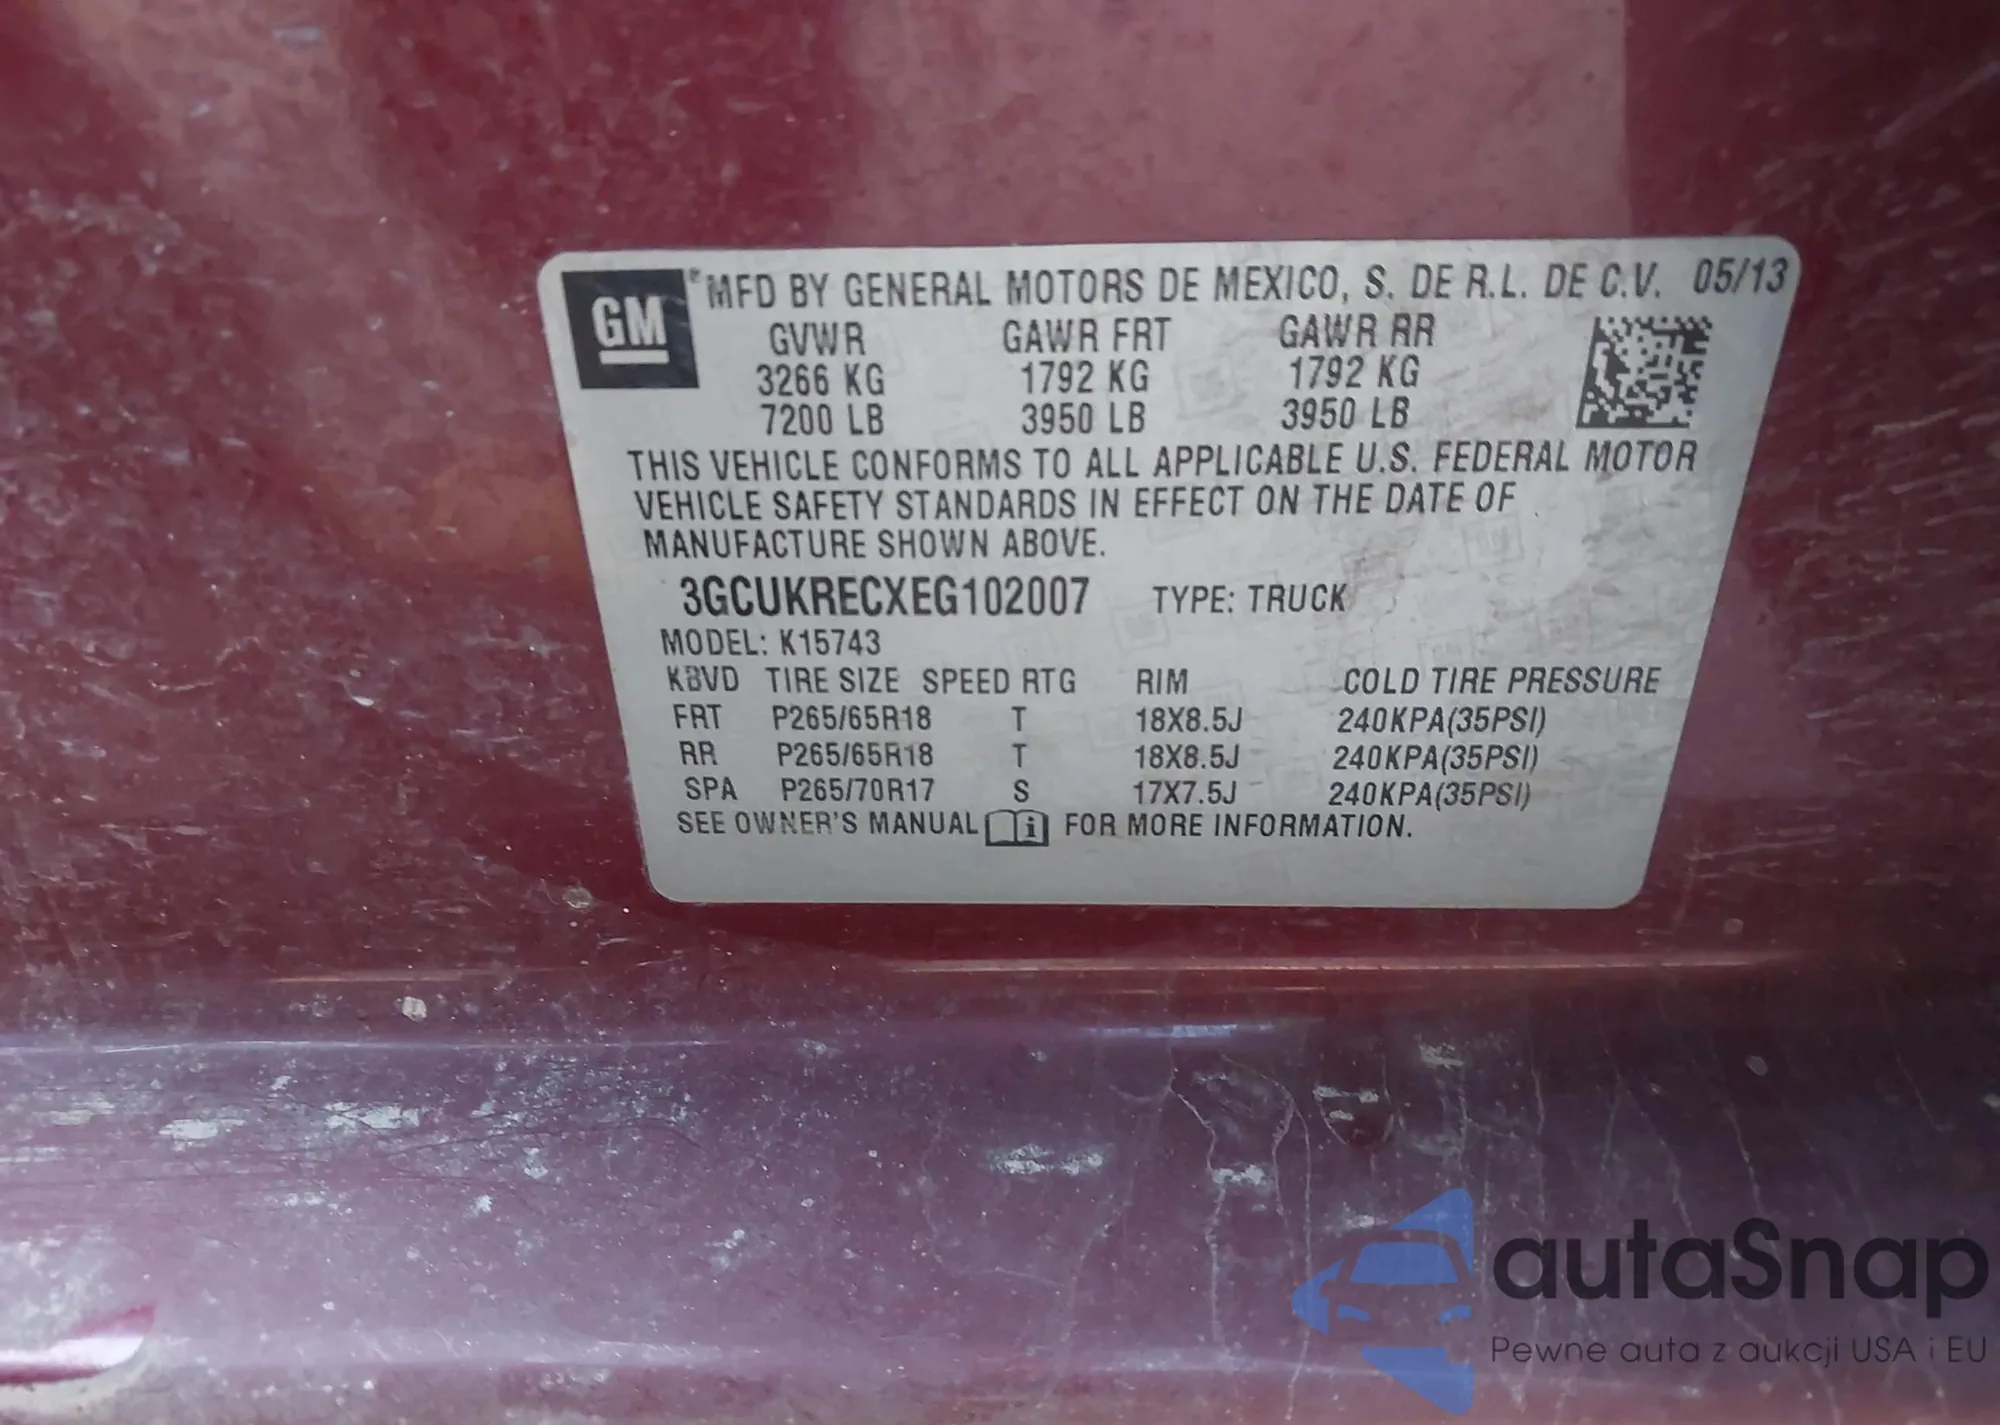 GM ® MFD BY GENERAL MOTORS DE MEXICO, S. DE R.L. DE C.V. 05/13
GVWR GAWR FRT GAWR RR
3266 KG 1792 KG 1792 KG
7200 LB 3950 LB 3950 LB
THIS VEHICLE CONFORMS TO ALL APPLICABLE U.S. FEDERAL MOTOR
VEHICLE SAFETY STANDARDS IN EFFECT ON THE DATE OF
MANUFACTURE SHOWN ABOVE.
3GCUKRECXEG102007 TYPE: TRUCK
MODEL: K15743
KBVD TIRE SIZE SPEED RTG RIM COLD TIRE PRESSURE
FRT P265/65R18 T 18X8.5J 240KPA(35PSI)
RR P265/65R18 T 18X8.5J 240KPA(35PSI)
SPA P265/70R17 S 17X7.5J 240KPA(35PSI)
SEE OWNER'S MANUAL i FOR MORE INFORMATION.
autaSnap
Pewne auta z aukcji USA i EU